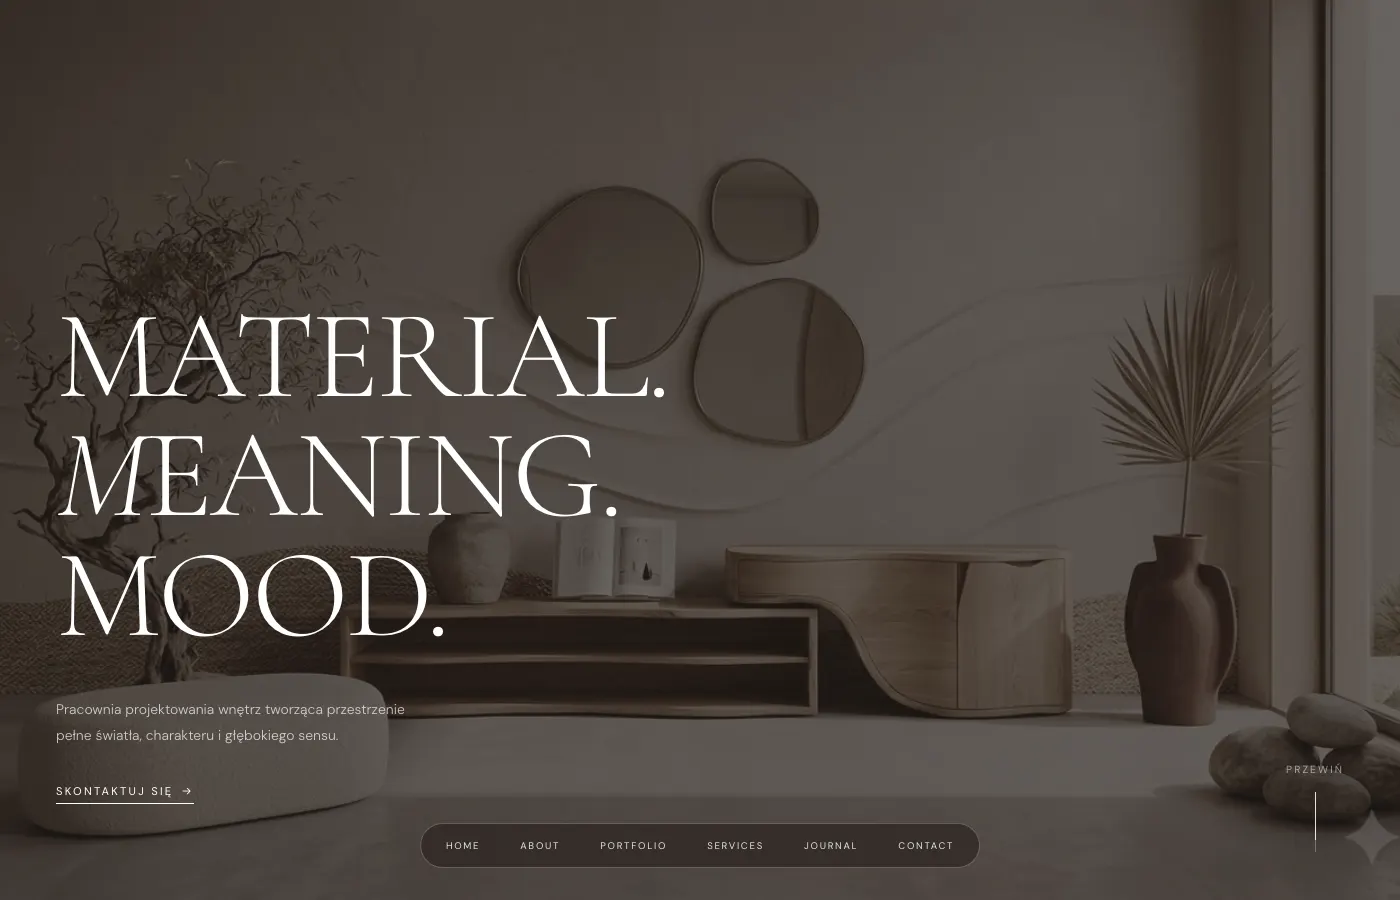 MATERIAL.
MEANING.
MOOD.
Pracownia projektowania wnętrz tworząca przestrzenie
pełne światła, charakteru i głębokiego sensu.
SKONTAKTUJ SIĘ →
PRZEWIŃ
HOME ABOUT PORTFOLIO SERVICES JOURNAL CONTACT